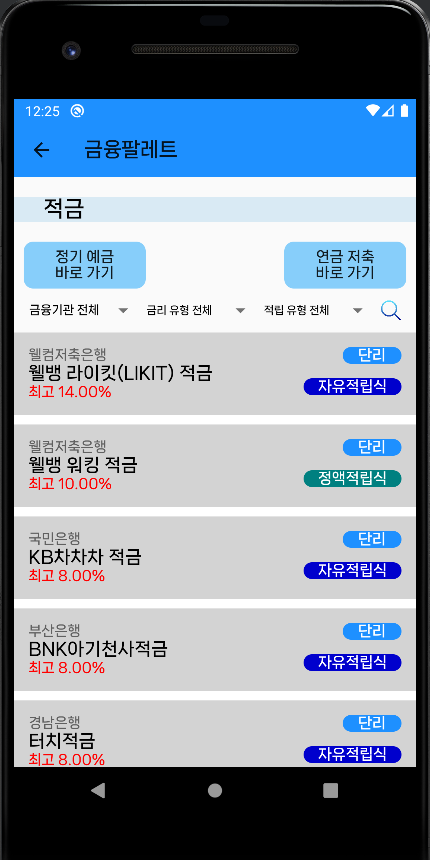 12:25
금융팔레트
적금
정기 예금
바로 가기
연금 저축
바로 가기
금융기관 전체
금리 유형 전체
적립 유형 전체
웰컴저축은행
단리
웰뱅 라이킷(LIKIT) 적금
자유적립식
최고 14.00%
웰컴저축은행
단리
웰뱅 워킹 적금
정액적립식
최고 10.00%
국민은행
단리
KB차차차 적금
자유적립식
최고 8.00%
부산은행
단리
BNK아기천사적금
자유적립식
최고 8.00%
경남은행
단리
터치적금
자유적립식
최고 8.00%